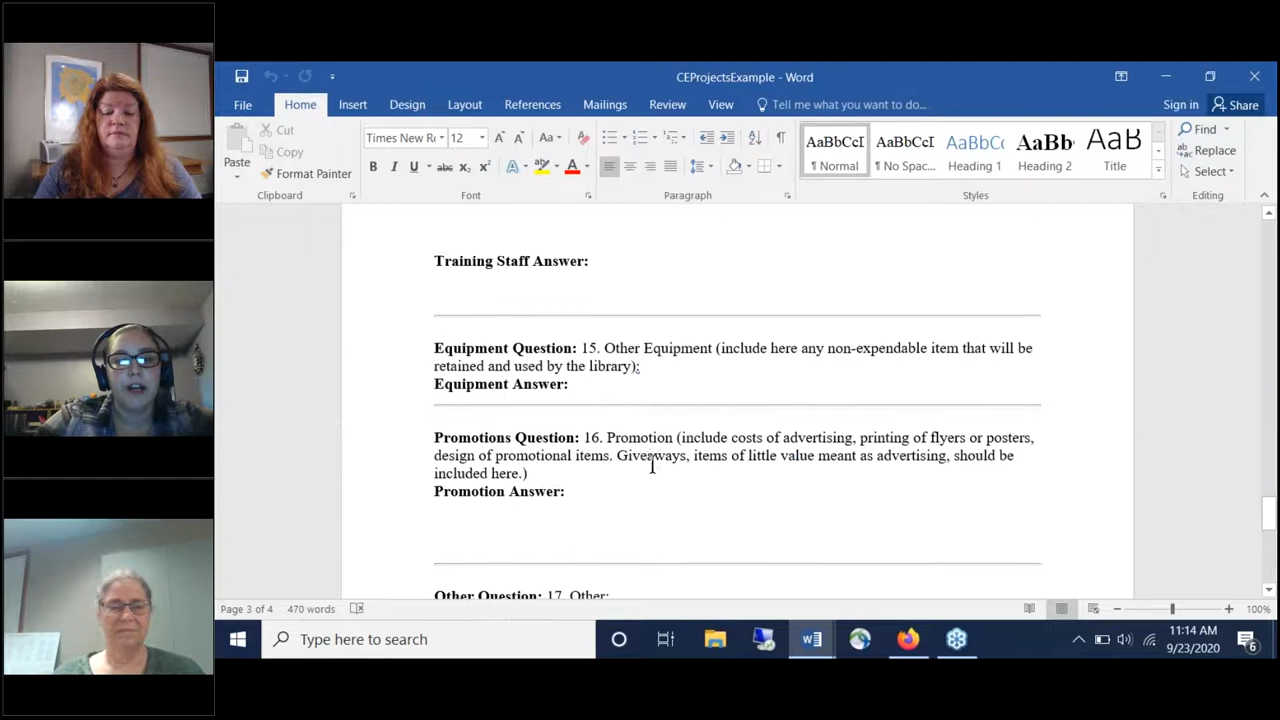 CEProjectsExample - Word
File Home Insert Design Layout References Mailings Review View Tell me what you want to do... Sign in Share
Paste
Cut
Copy
Format Painter
Clipboard
Times New Ro 12 Aa
B I U abc X₂ X² A A
Font
Paragraph
AaBbCcI AaBbCcI AaBbCc AaBbC AaB
¶ Normal ¶ No Spac... Heading 1 Heading 2 Title
Styles
Find
Replace
Select
Editing
Training Staff Answer:
Equipment Question: 15. Other Equipment (include here any non-expendable item that will be
retained and used by the library):
Equipment Answer:
Promotions Question: 16. Promotion (include costs of advertising, printing of flyers or posters,
design of promotional items. Giveaways, items of little value meant as advertising, should be
included here.)
Promotion Answer:
Other Question: 17. Other:
Page 3 of 4 470 words 100%
Type here to search
11:14 AM
9/23/2020
6